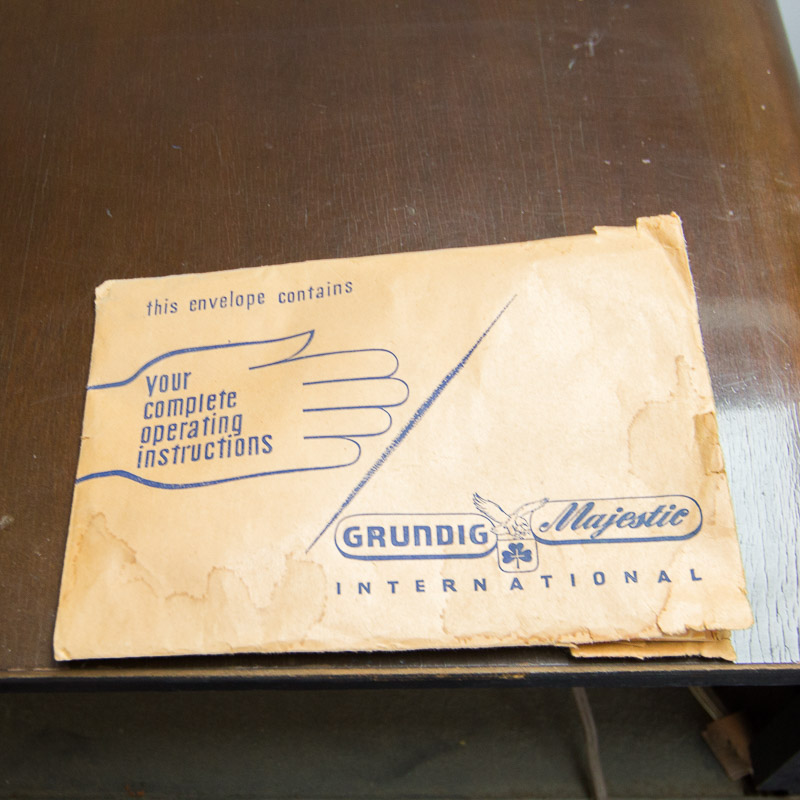 this envelope contains
your
complete
operating
instructions
GRUNDIG Majestic
INTERNATIONAL